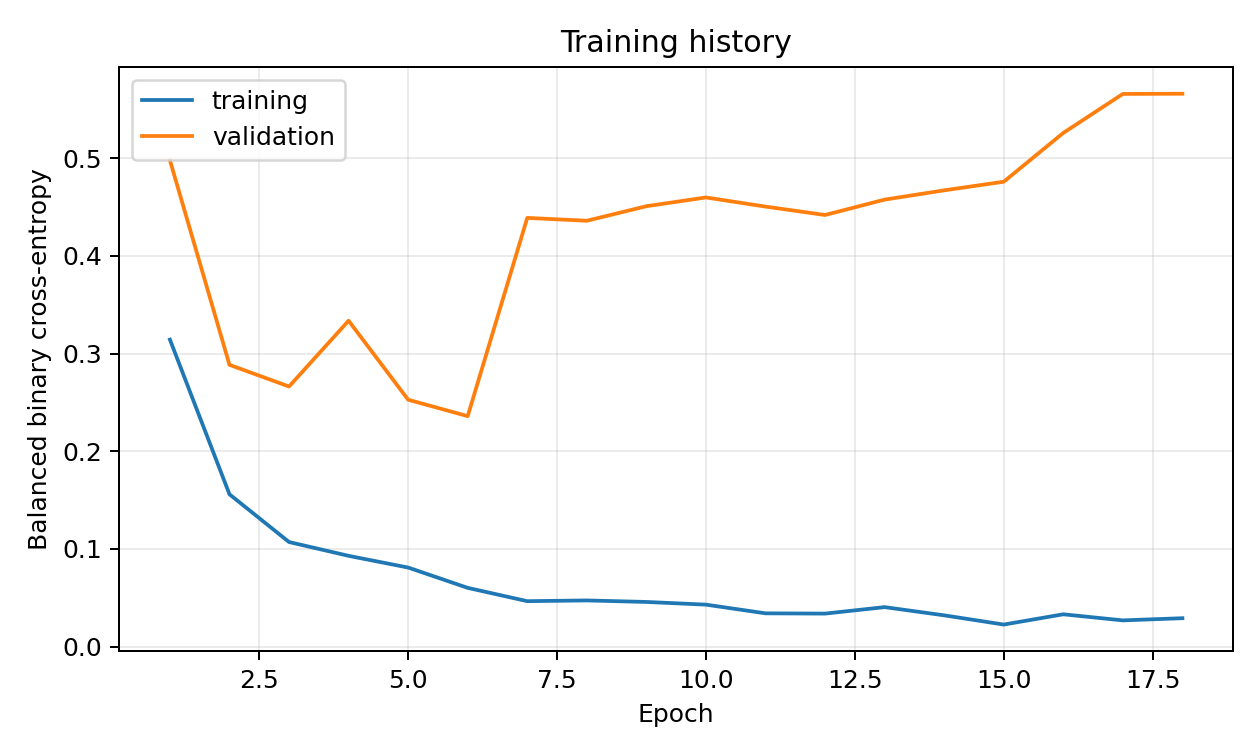 Training history
training
validation
Balanced binary cross-entropy
0.5
0.4
0.3
0.2
0.1
0.0
2.5 5.0 7.5 10.0 12.5 15.0 17.5
Epoch